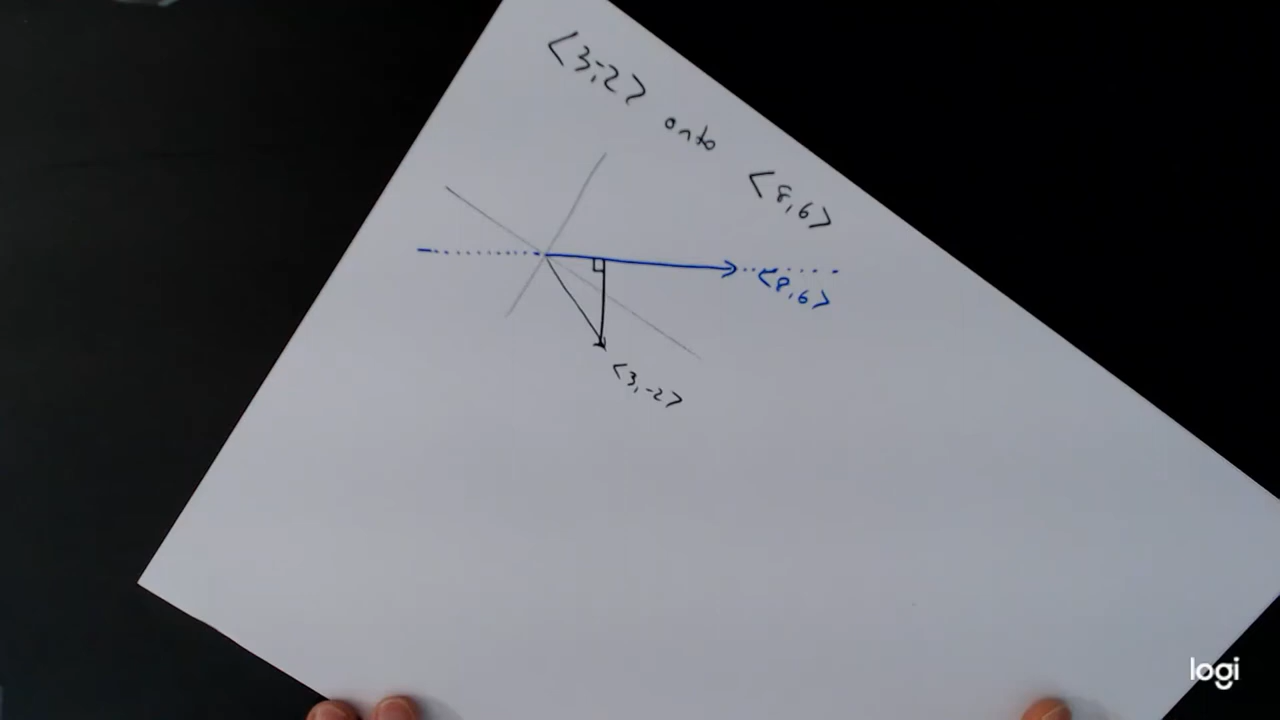 <3,-2> onto <8,6>
<8,6>
<3,-2>
logi